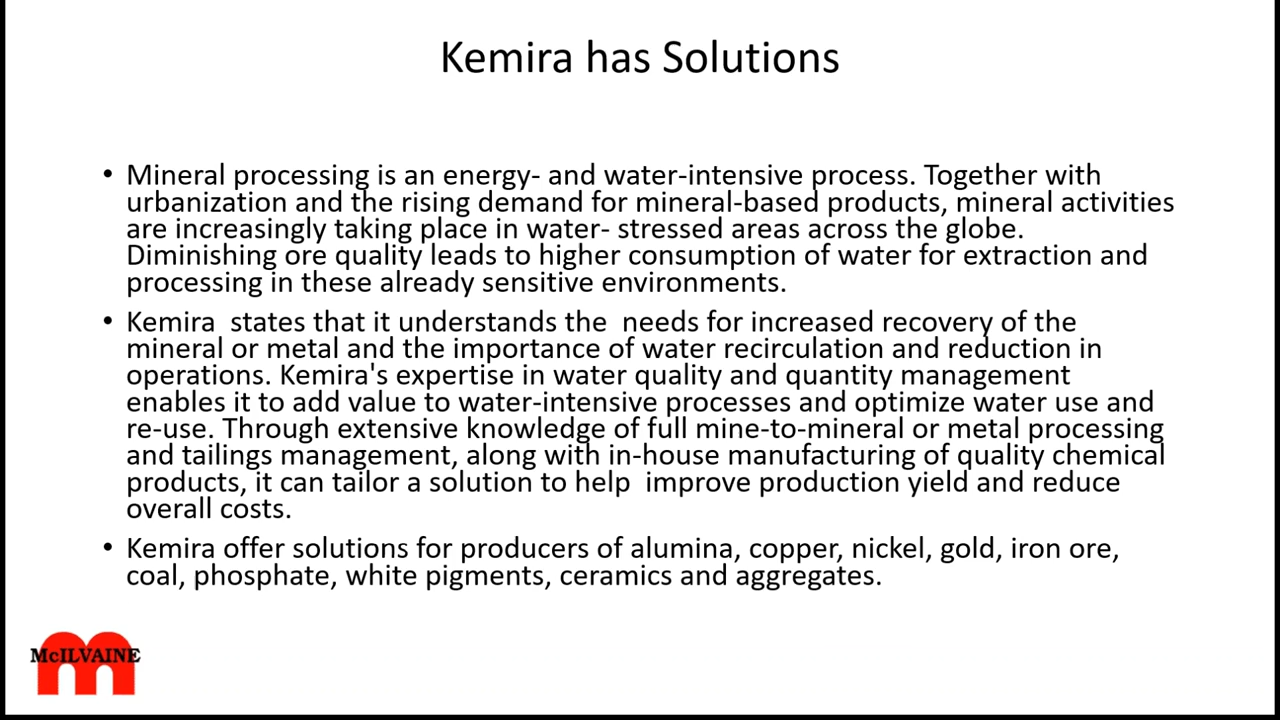 Kemira has Solutions
• Mineral processing is an energy- and water-intensive process. Together with
urbanization and the rising demand for mineral-based products, mineral activities
are increasingly taking place in water- stressed areas across the globe.
Diminishing ore quality leads to higher consumption of water for extraction and
processing in these already sensitive environments.
• Kemira  states that it understands the  needs for increased recovery of the
mineral or metal and the importance of water recirculation and reduction in
operations. Kemira's expertise in water quality and quantity management
enables it to add value to water-intensive processes and optimize water use and
re-use. Through extensive knowledge of full mine-to-mineral or metal processing
and tailings management, along with in-house manufacturing of quality chemical
products, it can tailor a solution to help  improve production yield and reduce
overall costs.
• Kemira offer solutions for producers of alumina, copper, nickel, gold, iron ore,
coal, phosphate, white pigments, ceramics and aggregates.
McILVAINE